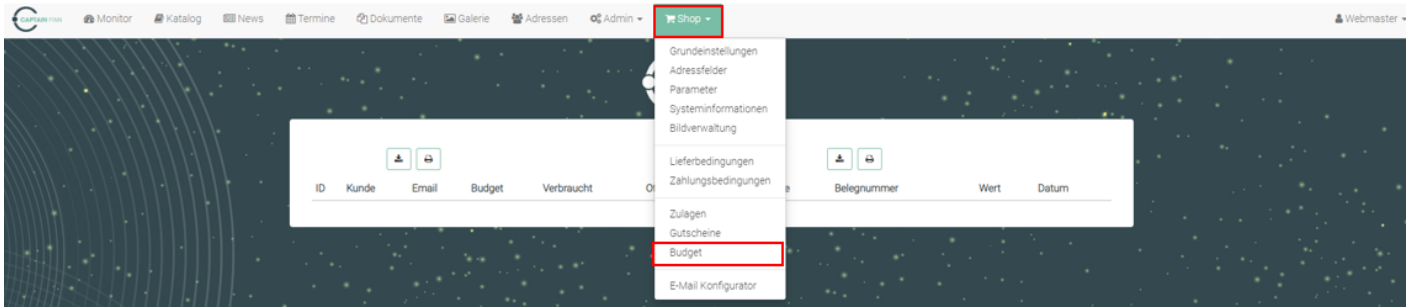 CAPTAIN FAN Monitor Katalog News Termine Dokumente Galerie Adressen Admin Shop Webmaster
Grundeinstellungen
Adressfelder
Parameter
Systeminformationen
Bildverwaltung
Lieferbedingungen
Zahlungsbedingungen
ID Kunde Email Budget Verbraucht Belegnummer Wert Datum
Zulagen
Gutscheine
Budget
E-Mail Konfigurator